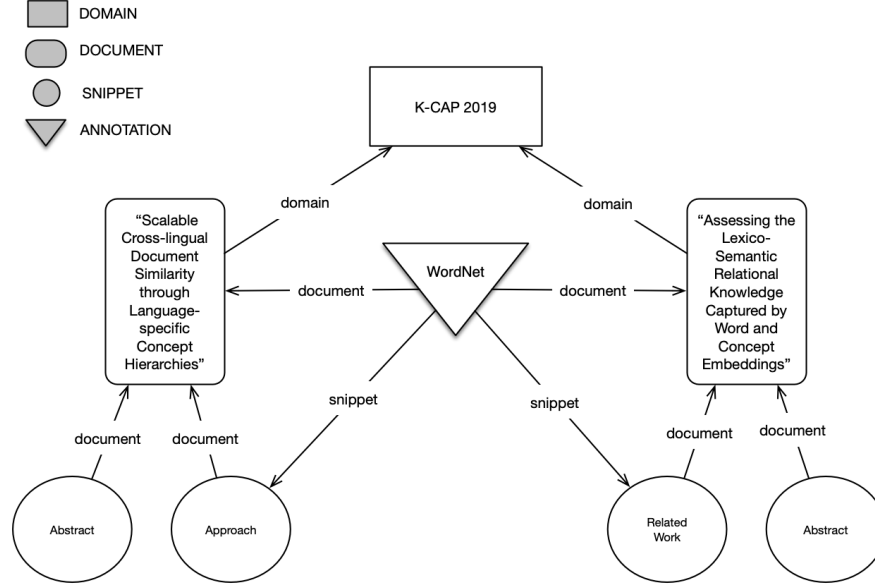 DOMAIN
DOCUMENT
SNIPPET
ANNOTATION
K-CAP 2019
domain
domain
“Scalable
Cross-lingual
Document
Similarity
through
Language-
specific
Concept
Hierarchies”
WordNet
“Assessing the
Lexico-
Semantic
Relational
Knowledge
Captured by
Word and
Concept
Embeddings”
document
document
snippet
snippet
document
document
document
document
Abstract
Approach
Related
Work
Abstract